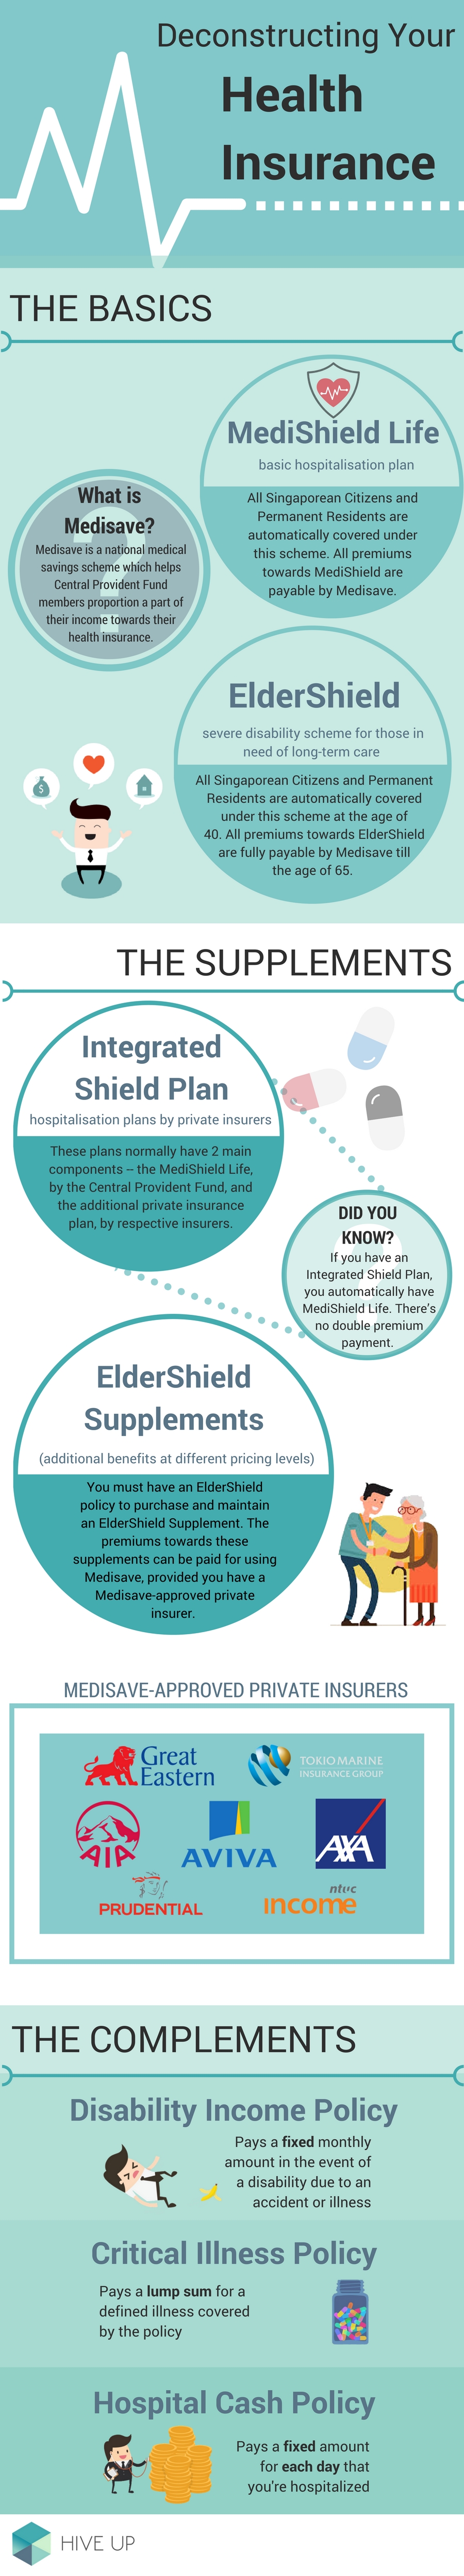 Deconstructing Your
Health
Insurance
THE BASICS
MediShield Life
basic hospitalisation plan
All Singaporean Citizens and
Permanent Residents are
automatically covered under
this scheme. All premiums
towards MediShield are
payable by Medisave.
?
What is
Medisave?
Medisave is a national medical
savings scheme which helps
Central Provident Fund
members proportion a part of
their income towards their
health insurance.
ElderShield
severe disability scheme for those in
need of long-term care
All Singaporean Citizens and Permanent
Residents are automatically covered
under this scheme at the age of
40. All premiums towards ElderShield
are fully payable by Medisave till
the age of 65.
$
THE SUPPLEMENTS
Integrated
Shield Plan
hospitalisation plans by private insurers
These plans normally have 2 main
components – the MediShield Life,
by the Central Provident Fund, and
the additional private insurance
plan, by respective insurers.
?
DID YOU
KNOW?
If you have an
Integrated Shield Plan,
you automatically have
MediShield Life. There's
no double premium
payment.
ElderShield
Supplements
(additional benefits at different pricing levels)
You must have an ElderShield
policy to purchase and maintain
an ElderShield Supplement. The
premiums towards these
supplements can be paid for using
Medisave, provided you have a
Medisave-approved private
insurer.
MEDISAVE-APPROVED PRIVATE INSURERS
Great
Eastern
TOKIO MARINE
INSURANCE GROUP
AIA
AVIVA
AXA
PRUDENTIAL
ntuc
income
THE COMPLEMENTS
Disability Income Policy
Pays a fixed monthly
amount in the event of
a disability due to an
accident or illness
Critical Illness Policy
Pays a lump sum for a
defined illness covered
by the policy
Hospital Cash Policy
Pays a fixed amount
for each day that
you're hospitalized
HIVE UP